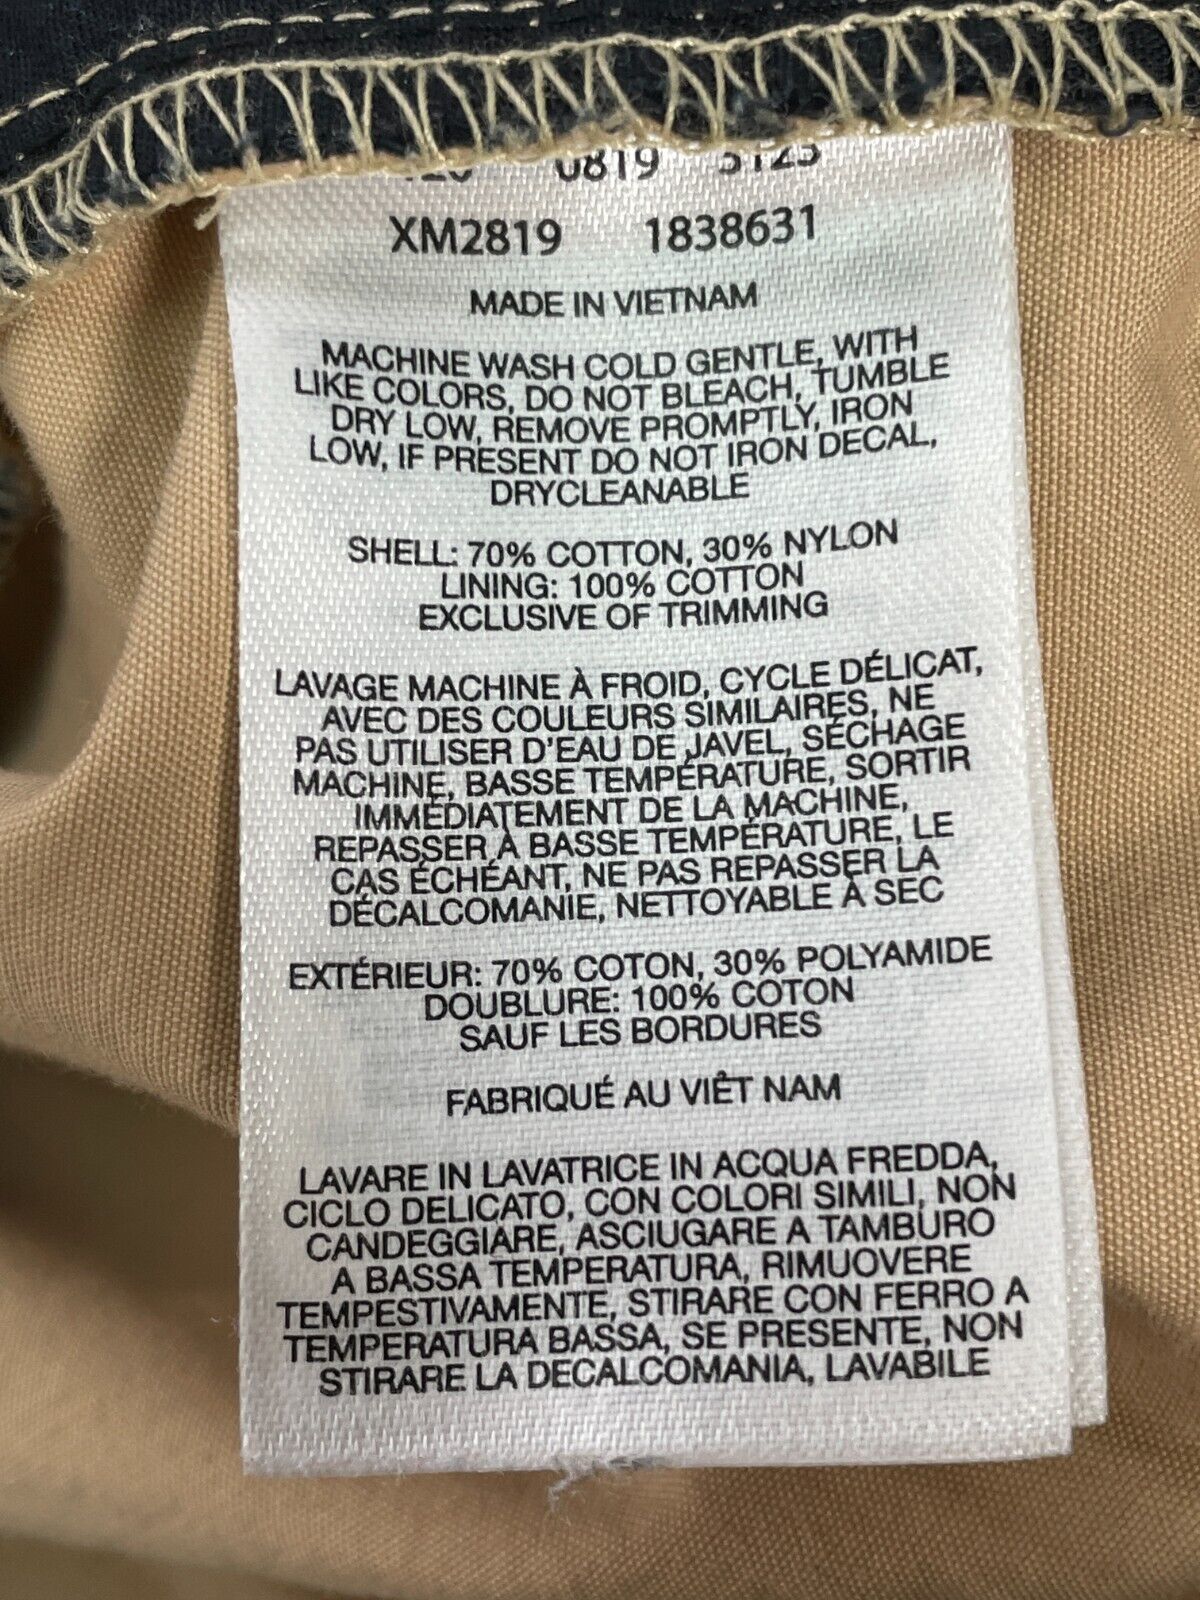 0819 3125
XM2819 1838631
MADE IN VIETNAM
MACHINE WASH COLD GENTLE, WITH
LIKE COLORS, DO NOT BLEACH, TUMBLE
DRY LOW, REMOVE PROMPTLY, IRON
LOW, IF PRESENT DO NOT IRON DECAL,
DRYCLEANABLE
SHELL: 70% COTTON, 30% NYLON
LINING: 100% COTTON
EXCLUSIVE OF TRIMMING
LAVAGE MACHINE À FROID, CYCLE DÉLICAT,
AVEC DES COULEURS SIMILAIRES, NE
PAS UTILISER D'EAU DE JAVEL, SÉCHAGE
MACHINE, BASSE TEMPÉRATURE, SORTIR
IMMÉDIATEMENT DE LA MACHINE,
REPASSER À BASSE TEMPÉRATURE, LE
CAS ÉCHÉANT, NE PAS REPASSER LA
DÉCALCOMANIE, NETTOYABLE À SEC
EXTÉRIEUR: 70% COTON, 30% POLYAMIDE
DOUBLURE: 100% COTON
SAUF LES BORDURES
FABRIQUÉ AU VIÊT NAM
LAVARE IN LAVATRICE IN ACQUA FREDDA,
CICLO DELICATO, CON COLORI SIMILI, NON
CANDEGGIARE, ASCIUGARE A TAMBURO
A BASSA TEMPERATURA, RIMUOVERE
TEMPESTIVAMENTE, STIRARE CON FERRO A
TEMPERATURA BASSA, SE PRESENTE, NON
STIRARE LA DECALCOMANIA, LAVABILE